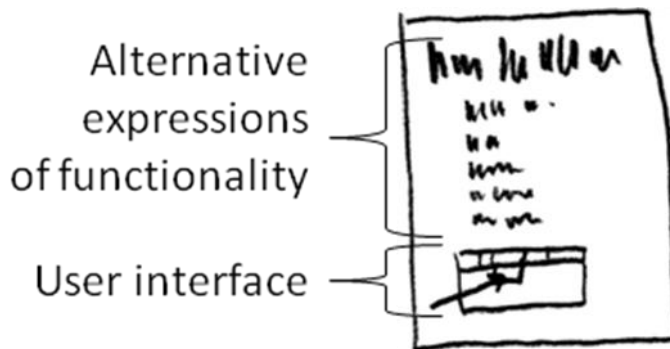 Alternative
expressions
of functionality
User interface